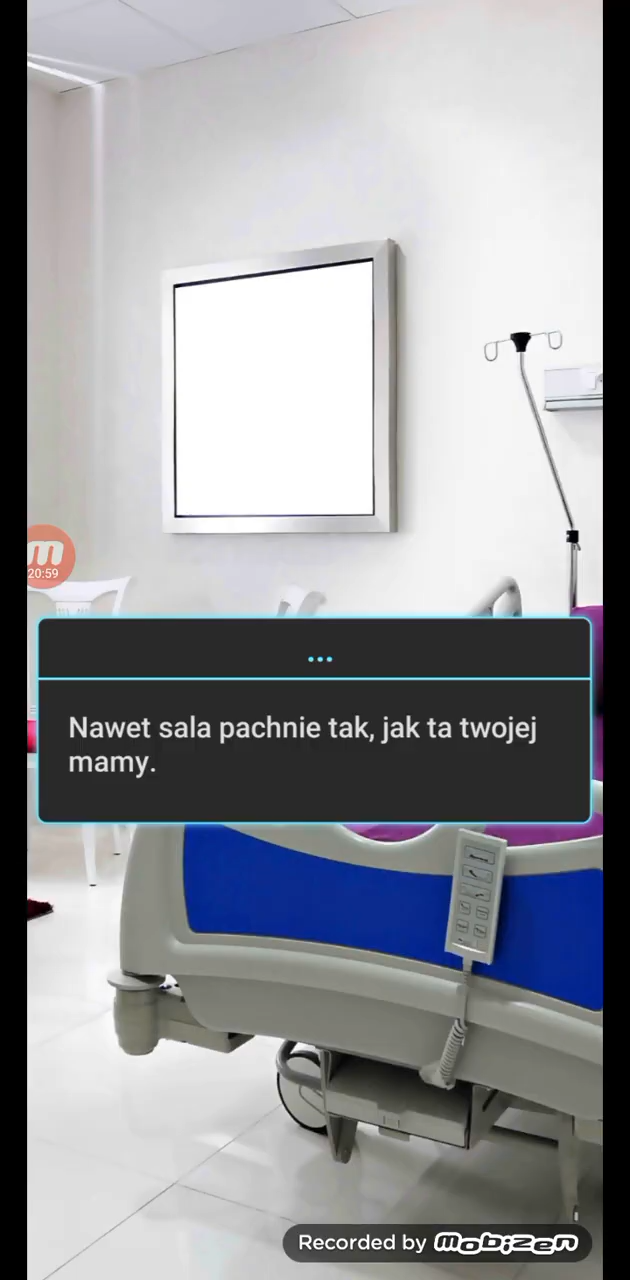 m
20:59
...
Nawet sala pachnie tak, jak ta twojej
mamy.
Recorded by mobizen